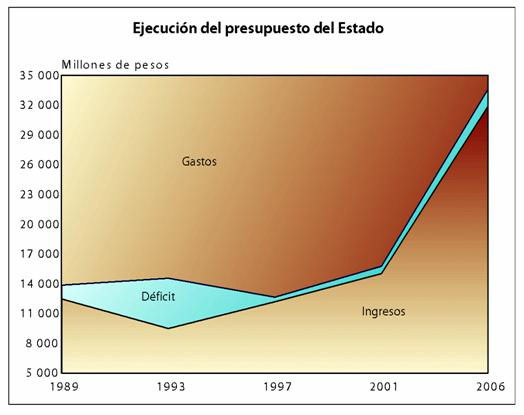 Ejecución del presupuesto del Estado
Millones de pesos
35 000
32 000
29 000
26 000
23 000
20 000
17 000
14 000
11 000
8 000
5 000
Gastos
Déficit
Ingresos
1989 1993 1997 2001 2006